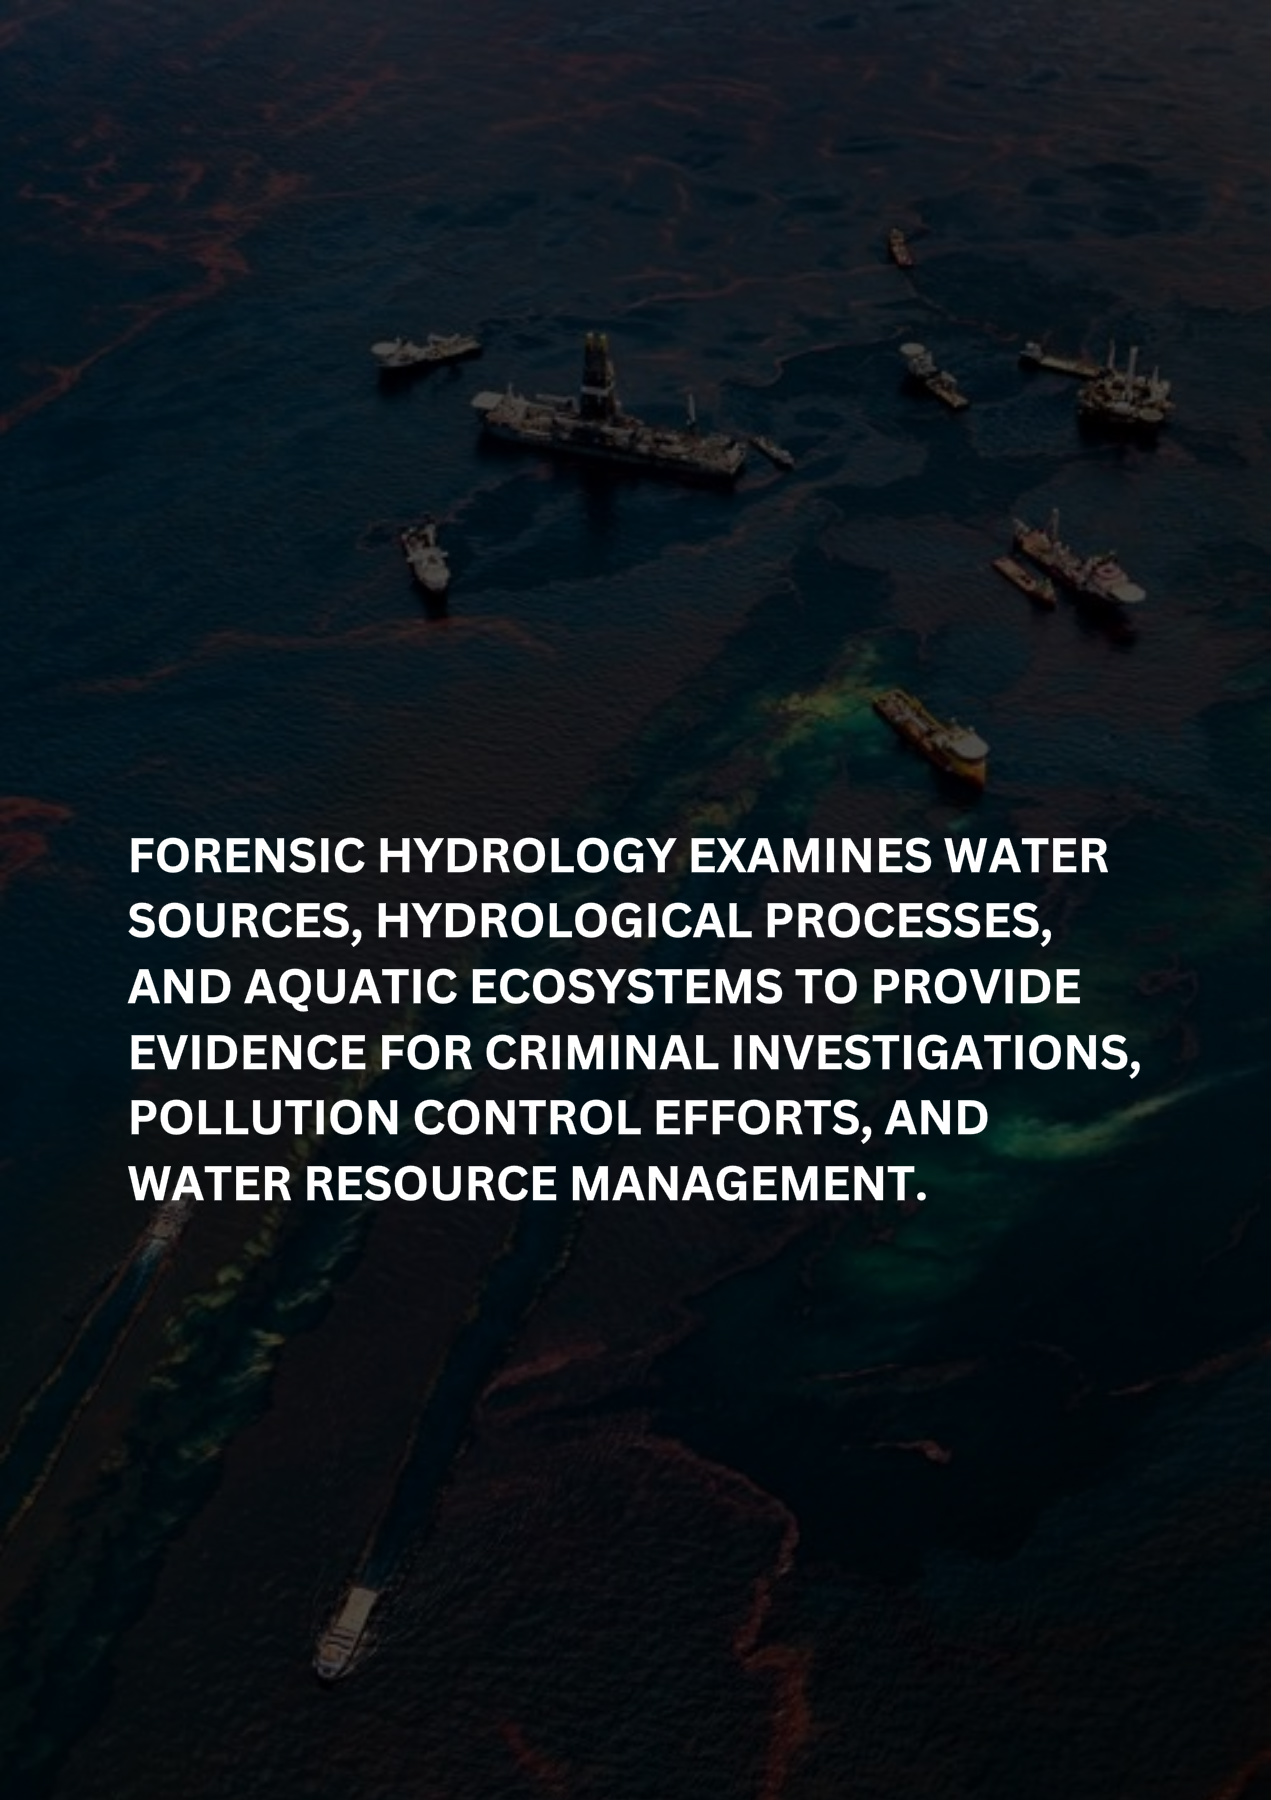 FORENSIC HYDROLOGY EXAMINES WATER
SOURCES, HYDROLOGICAL PROCESSES,
AND AQUATIC ECOSYSTEMS TO PROVIDE
EVIDENCE FOR CRIMINAL INVESTIGATIONS,
POLLUTION CONTROL EFFORTS, AND
WATER RESOURCE MANAGEMENT.